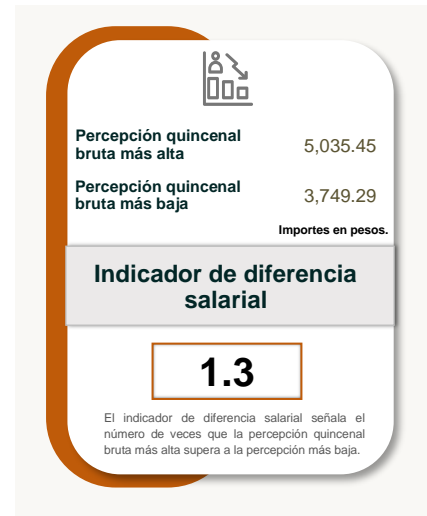 Percepción quincenal
bruta más alta
5,035.45
Percepción quincenal
bruta más baja
3,749.29
Importes en pesos.
Indicador de diferencia
salarial
1.3
El indicador de diferencia salarial señala el
número de veces que la percepción quincenal
bruta más alta supera a la percepción más baja.